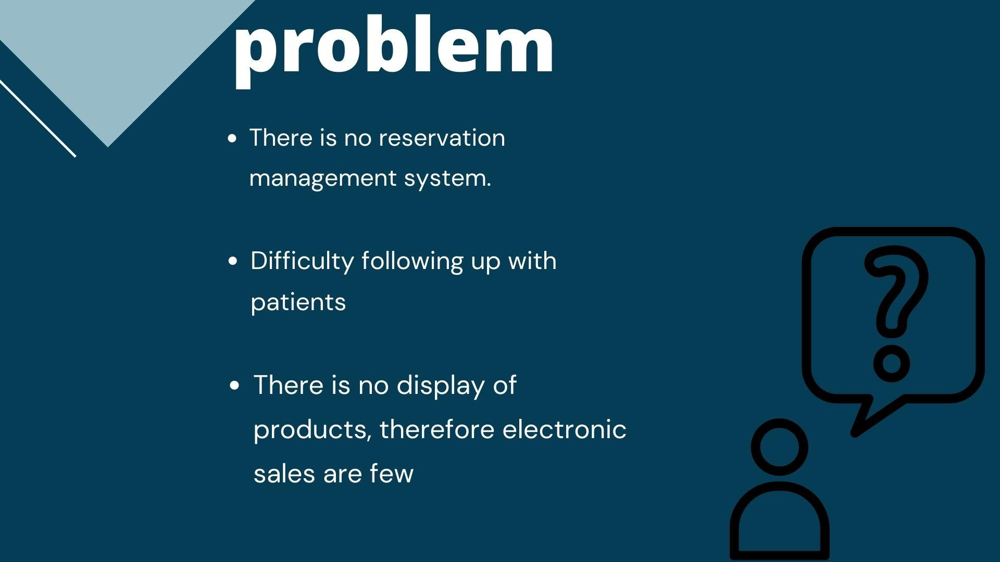 problem
• There is no reservation
management system.
• Difficulty following up with
patients
• There is no display of
products, therefore electronic
sales are few
?